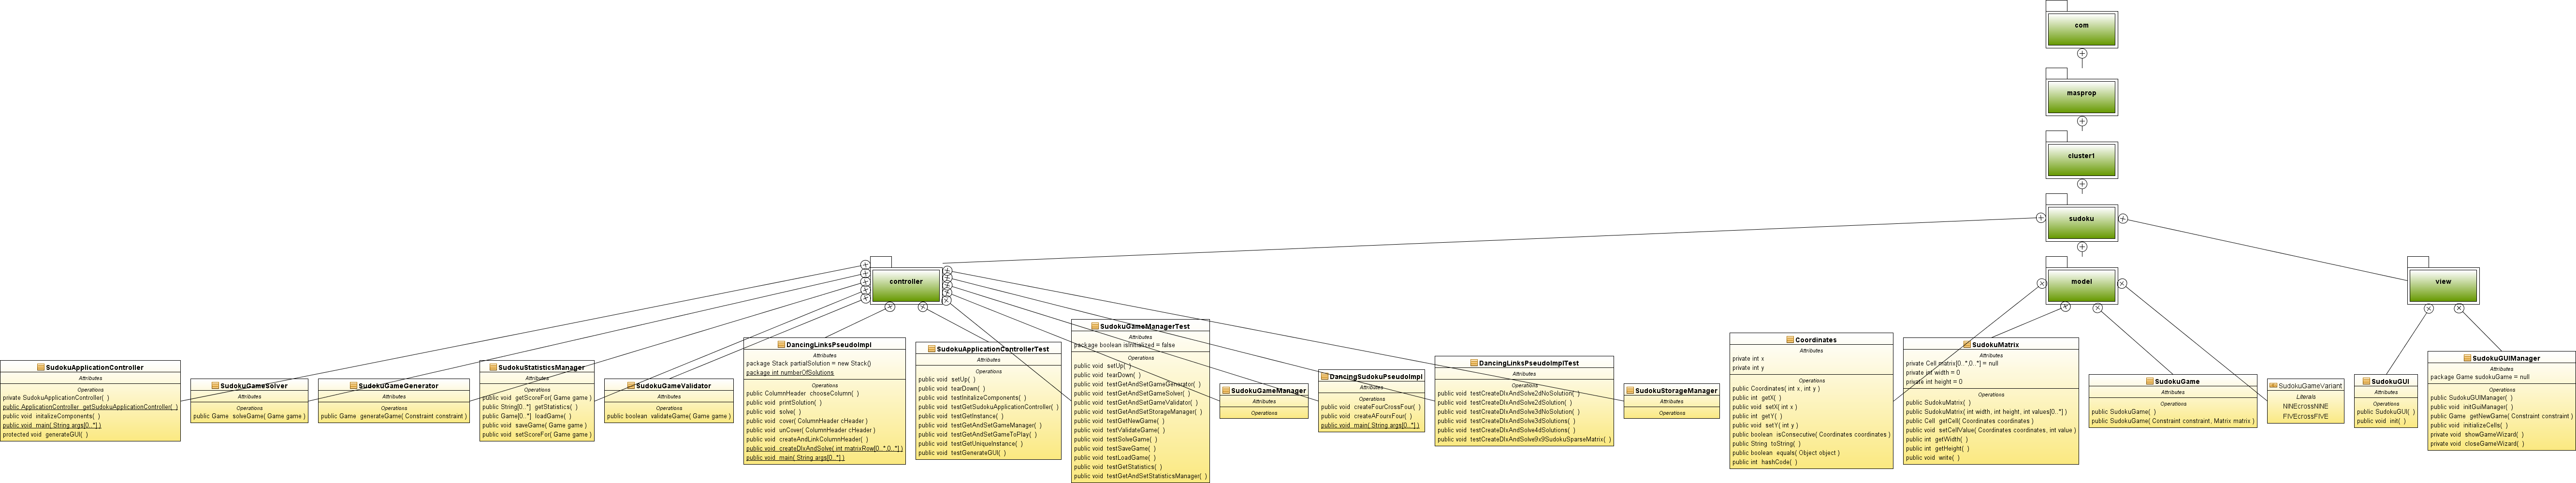 com
masprop
cluster1
sudoku
controller
model
view
SudokuApplicationController
Attributes
Operations
private SudokuApplicationController( )
public ApplicationController getSudokuApplicationController( )
public void initalizeComponents( )
public void main( String args[0..*] )
protected void generateGUI( )
SudokuGameSolver
Attributes
Operations
public Game solveGame( Game game )
SudokuGameGenerator
Attributes
Operations
public Game generateGame( Constraint constraint )
SudokuStatisticsManager
Attributes
Operations
public void getScoreFor( Game game )
public String[0..*] getStatistics( )
public Game[0..*] loadGame( )
public void saveGame( Game game )
public void setScoreFor( Game game )
SudokuGameValidator
Attributes
Operations
public boolean validateGame( Game game )
DancingLinksPseudoImpl
Attributes
package Stack partialSolution = new Stack()
package int numberOfSolutions
Operations
public ColumnHeader chooseColumn( )
public void printSolution( )
public void solve( )
public void cover( ColumnHeader cHeader )
public void unCover( ColumnHeader cHeader )
public void createAndLinkColumnHeader( )
public void createDlxAndSolve( int matrixRow[0..*,0..*] )
public void main( String args[0..*] )
SudokuApplicationControllerTest
Attributes
Operations
public void setUp( )
public void tearDown( )
public void testInitalizeComponents( )
public void testGetSudokuApplicationController( )
public void testGetInstance( )
public void testGetAndSetGameManager( )
public void testGetAndSetGameToPlay( )
public void testGetUniqueInstance( )
public void testGenerateGUI( )
SudokuGameManagerTest
Attributes
package boolean isInitialized = false
Operations
public void setUp( )
public void tearDown( )
public void testGetAndSetGameGenerator( )
public void testGetAndSetGameSolver( )
public void testGetAndSetGameValidator( )
public void testGetAndSetStorageManager( )
public void testGetNewGame( )
public void testValidateGame( )
public void testSolveGame( )
public void testSaveGame( )
public void testLoadGame( )
public void testGetStatistics( )
public void testGetAndSetStatisticsManager( )
SudokuGameManager
Attributes
Operations
DancingSudokuPseudoImpl
Attributes
Operations
public void createFourCrossFour( )
public void createAFourxFour( )
public void main( String args[0..*] )
DancingLinksPseudoImplTest
Attributes
Operations
public void testCreateDlxAndSolve2dNoSolution( )
public void testCreateDlxAndSolve2dSolution( )
public void testCreateDlxAndSolve3dNoSolution( )
public void testCreateDlxAndSolve3dSolutions( )
public void testCreateDlxAndSolve4dSolutions( )
public void testCreateDlxAndSolve9x9SudokuSparseMatrix( )
SudokuStorageManager
Attributes
Operations
Coordinates
Attributes
private int x
private int y
Operations
public Coordinates( int x, int y )
public int getX( )
public void setX( int x )
public int getY( )
public void setY( int y )
public boolean isConsecutive( Coordinates coordinates )
public String toString( )
public boolean equals( Object object )
public int hashCode( )
SudokuMatrix
Attributes
private Cell matrix[0..*,0..*] = null
private int width = 0
private int height = 0
Operations
public SudokuMatrix( )
public SudokuMatrix( int width, int height, int values[0..*] )
public Cell getCell( Coordinates coordinates )
public void setCellValue( Coordinates coordinates, int value )
public int getWidth( )
public int getHeight( )
public void write( )
SudokuGame
Attributes
Operations
public SudokuGame( )
public SudokuGame( Constraint constraint, Matrix matrix )
SudokuGameVariant
Literals
NINEcrossNINE
FIVEcrossFIVE
SudokuGUI
Attributes
Operations
public SudokuGUI( )
public void init( )
SudokuGUIManager
Attributes
package Game sudokuGame = null
Operations
public SudokuGUIManager( )
public void initGuiManager( )
public Game getNewGame( Constraint constraint )
public void initializeCells( )
private void showGameWizard( )
private void closeGameWizard( )